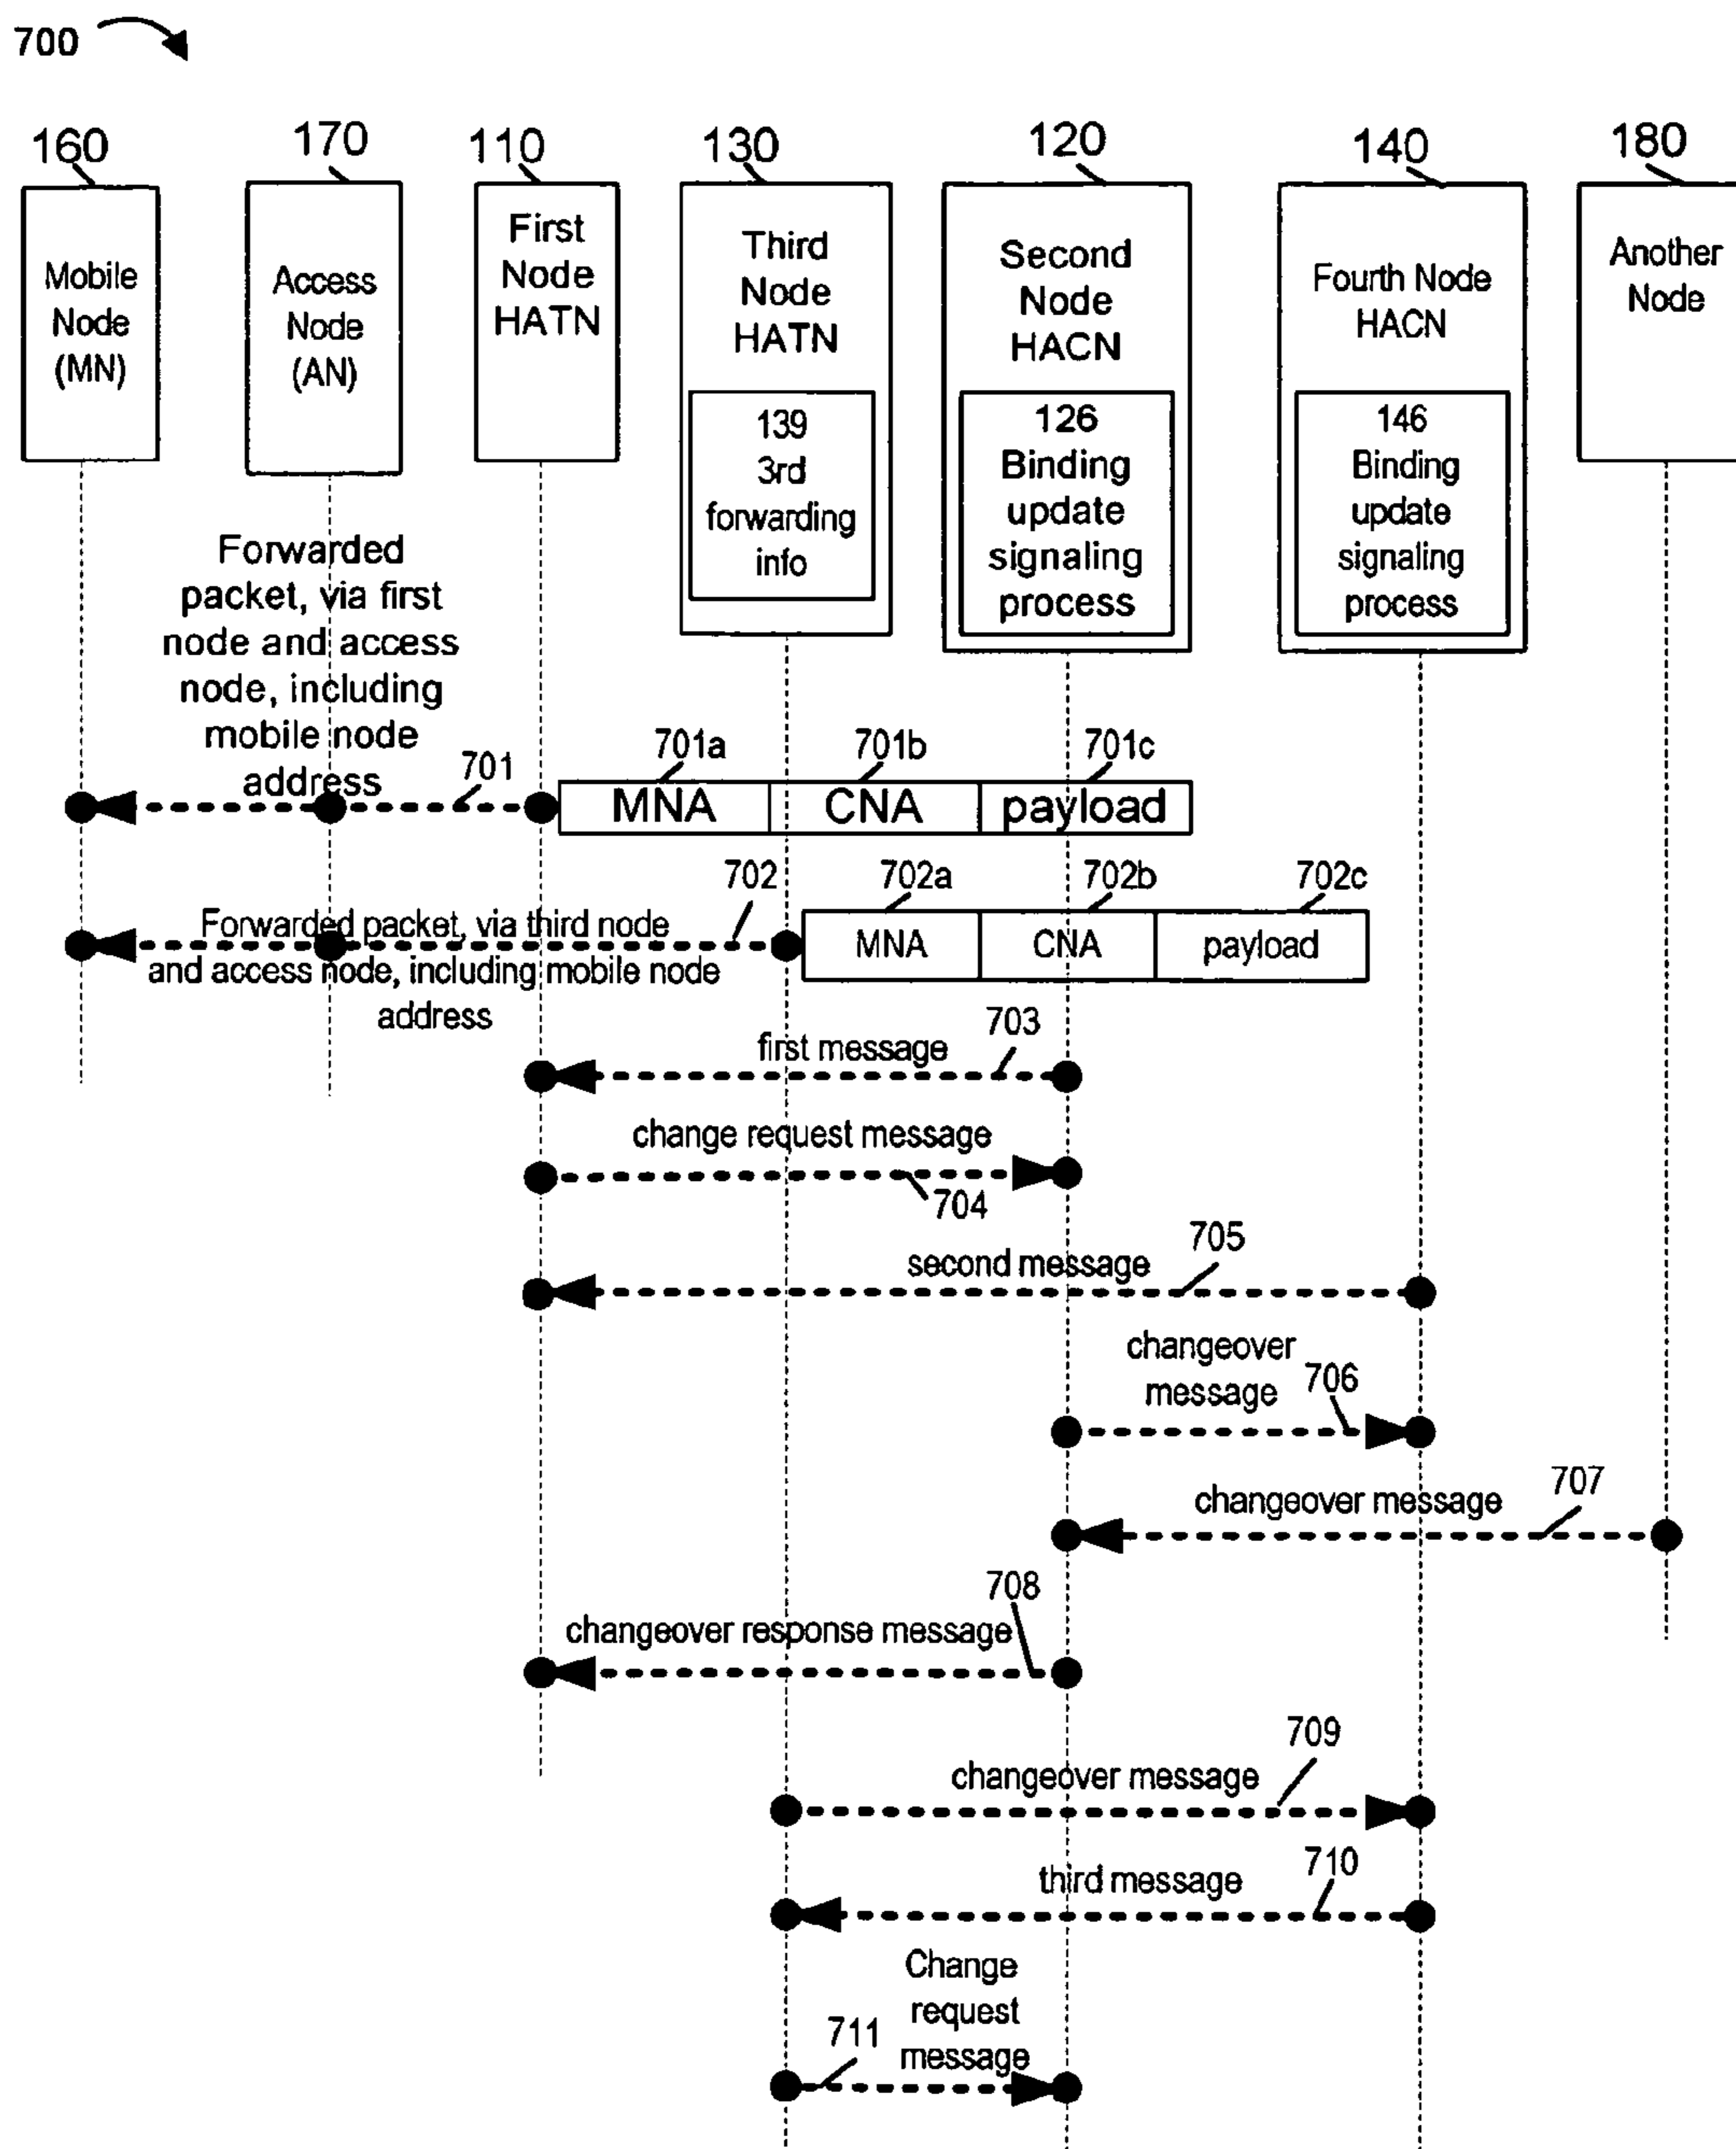 700
160
170
110
130
120
140
180
Mobile
Node
(MN)
Access
Node
(AN)
First
Node
HATN
Third
Node
HATN
139
3rd
forwarding
info
Second
Node
HACN
126
Binding
update
signaling
process
Fourth Node
HACN
146
Binding
update
signaling
process
Another
Node
Forwarded
packet, via first
node and access
node, including
mobile node
address
701
701a
701b
701c
MNA
CNA
payload
702
702a
702b
702c
Forwarded packet, via third node
and access node, including mobile node
address
MNA
CNA
payload
703
first message
change request message
704
705
second message
changeover
message
706
707
changeover message
708
changeover response message
709
changeover message
710
third message
Change
request
message
711